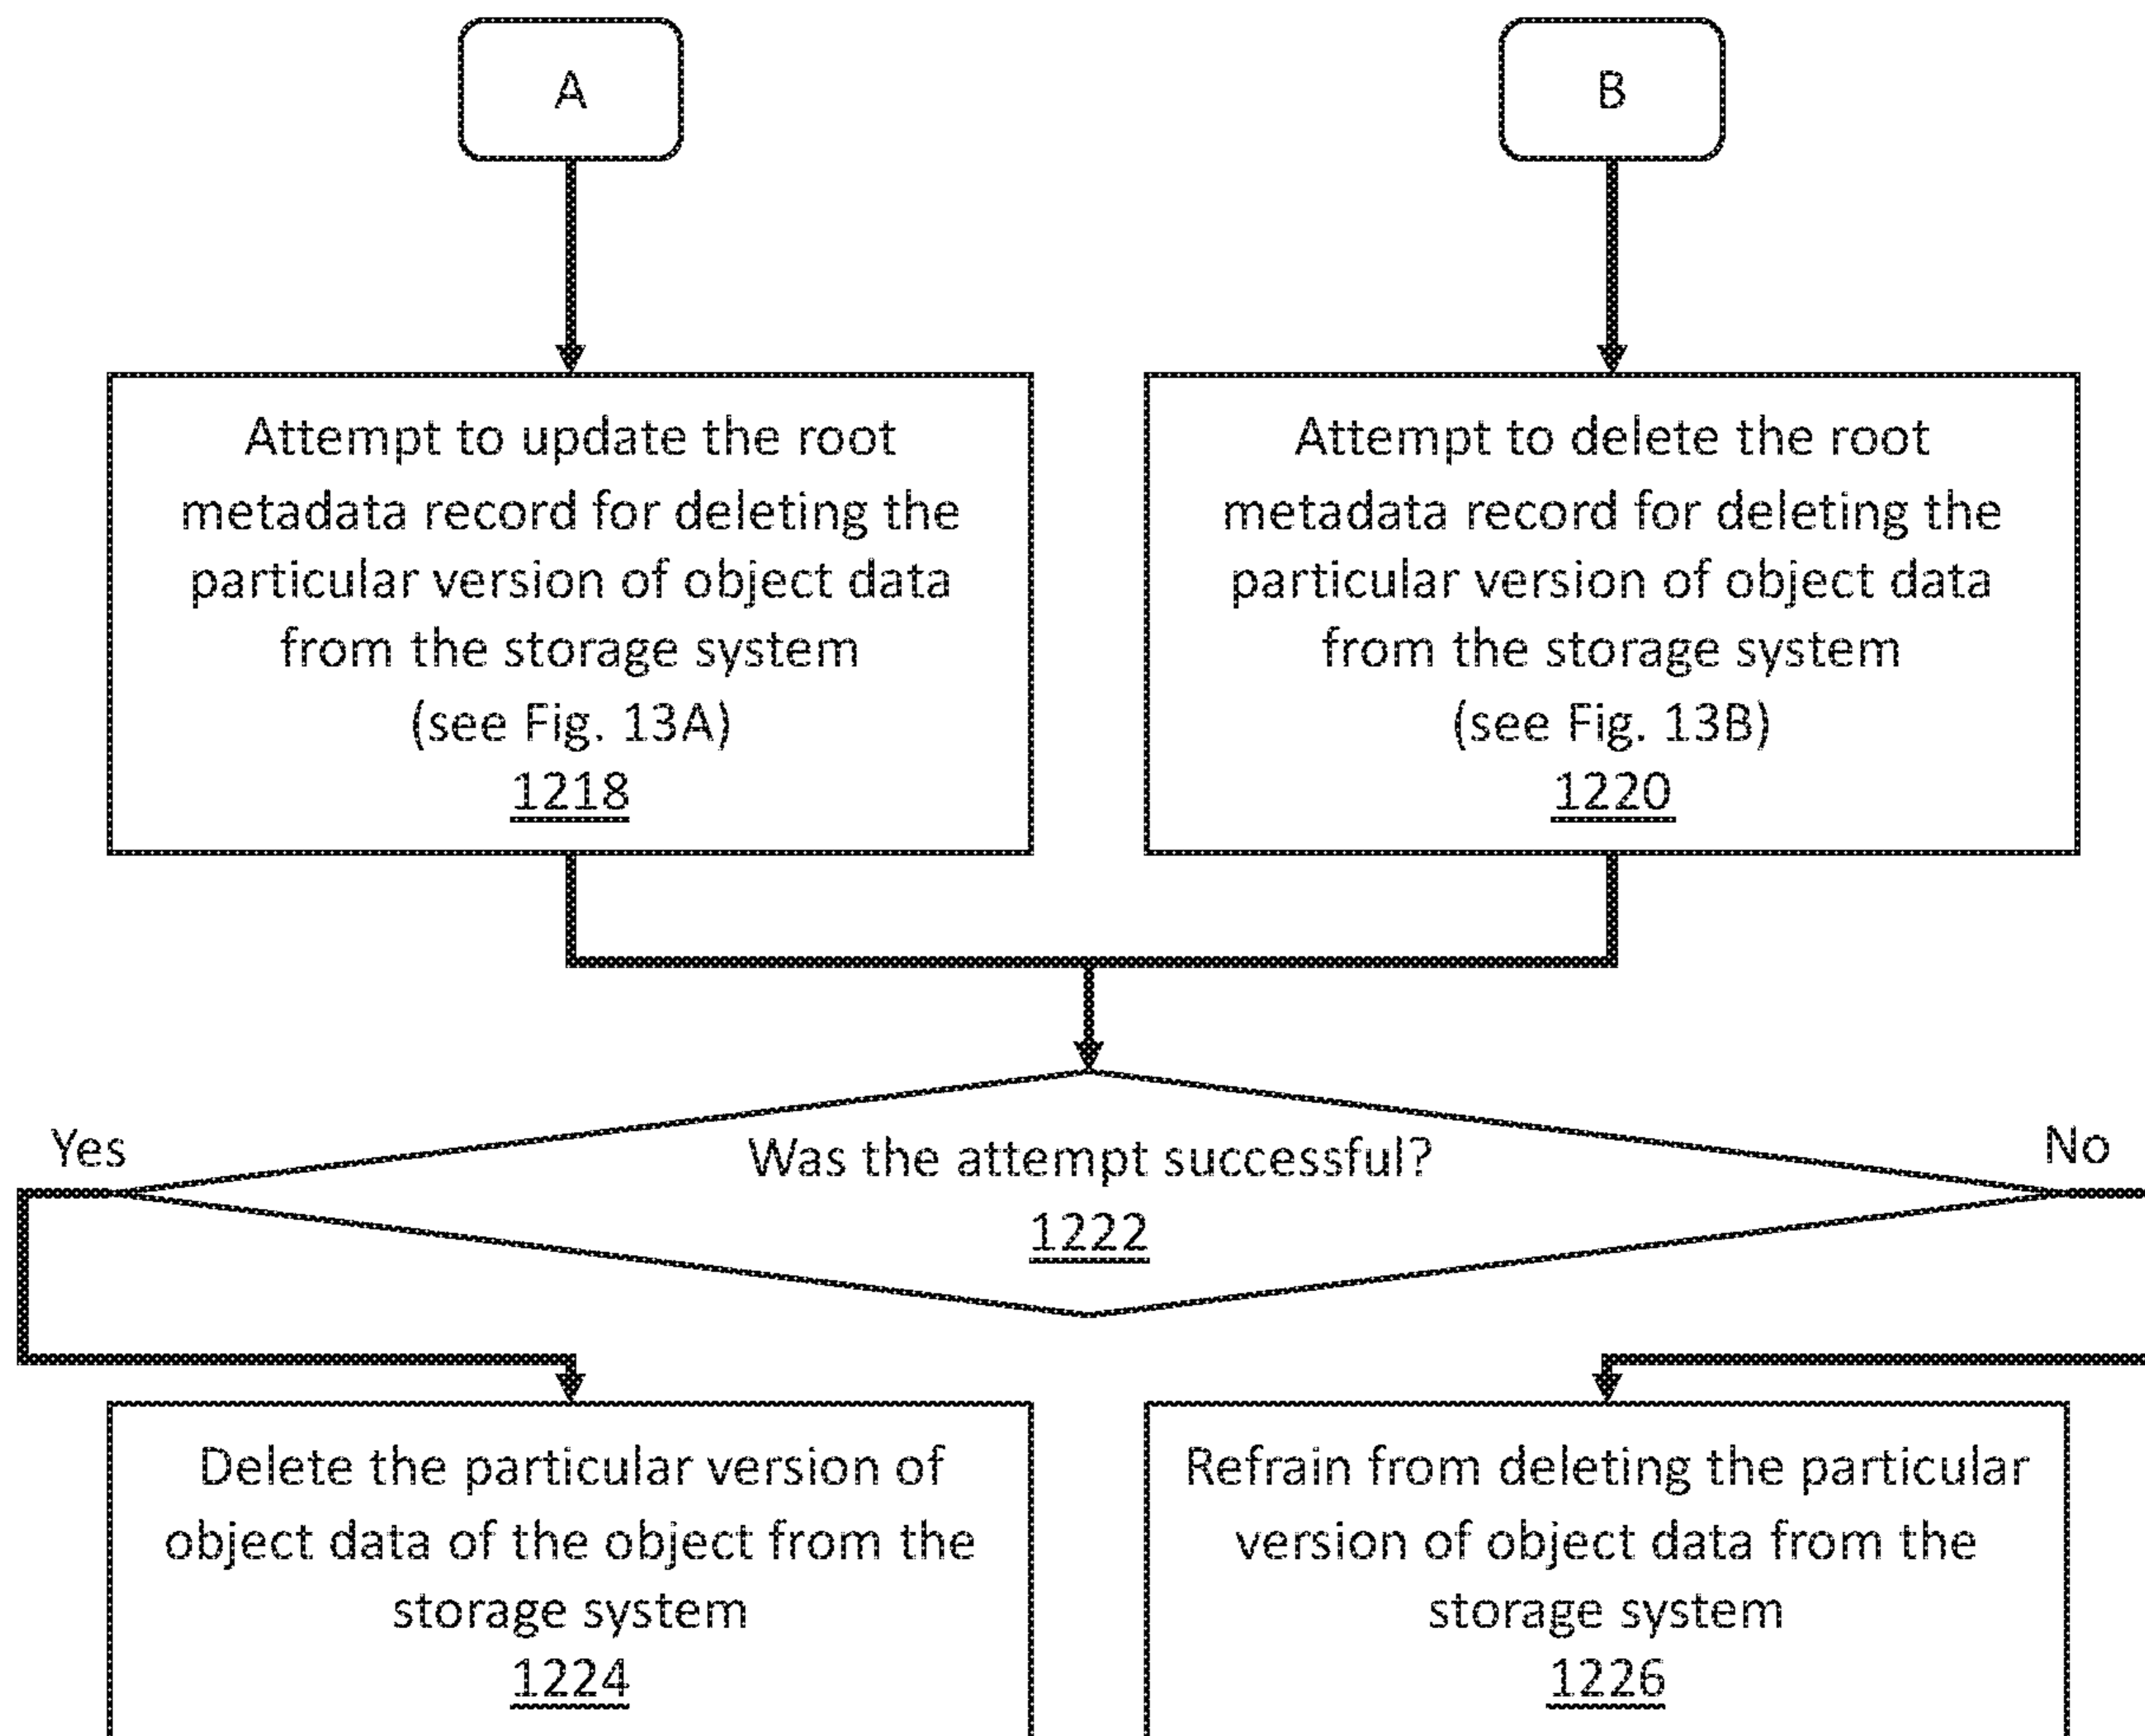 A
B
Attempt to update the root
metadata record for deleting the
particular version of object data
from the storage system
(see Fig. 13A)
1218
Attempt to delete the root
metadata record for deleting the
particular version of object data
from the storage system
(see Fig. 13B)
1220
Yes
Was the attempt successful?
1222
No
Delete the particular version of
object data of the object from the
storage system
1224
Refrain from deleting the particular
version of object data from the
storage system
1226